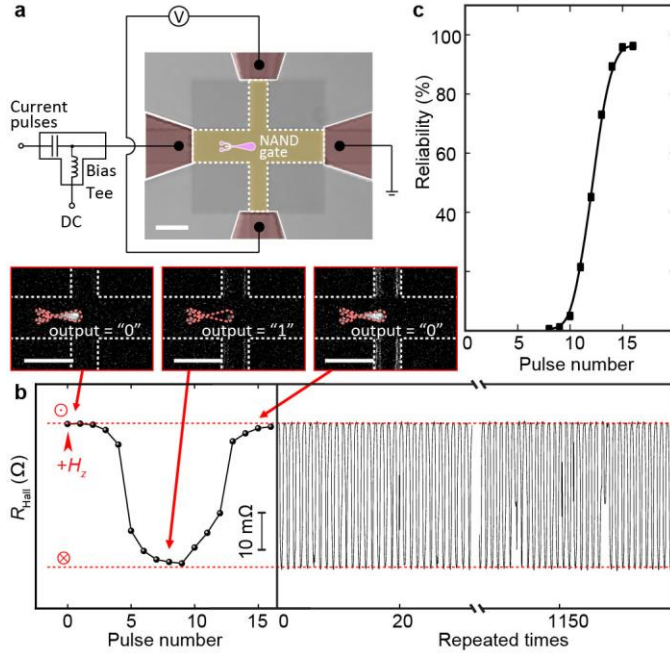 a
V
Current
pulses
Bias
Tee
DC
NAND
gate
c
Reliability (%)
100
80
60
40
20
0
5
10
15
Pulse number
output = "0"
output = "1"
output = "0"
b
⊙
+Hz
⊗
RHall (Ω)
10 mΩ
0
5
10
15
Pulse number
0
20
1150
Repeated times